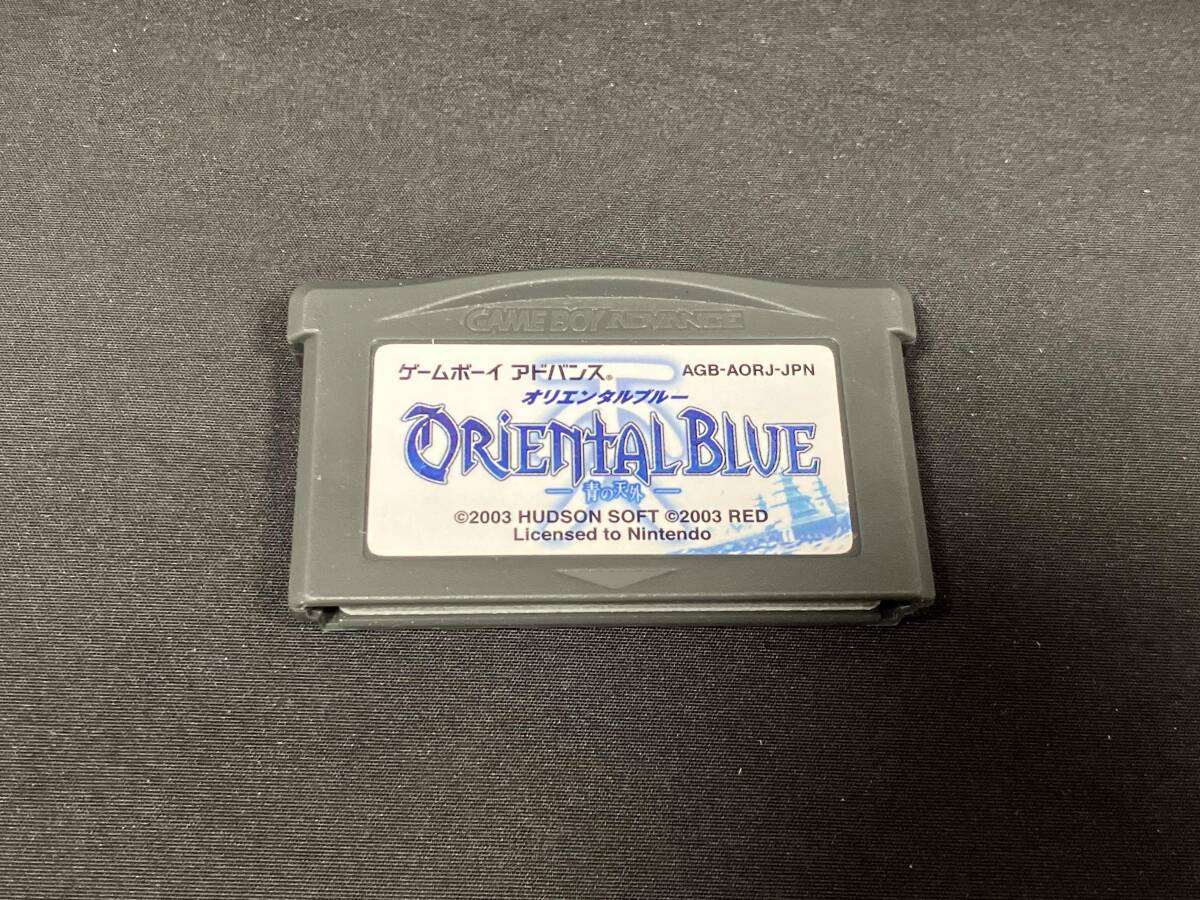 GAME BOY ADVANCE
ゲームボーイ アドバンス® AGB-AORJ-JPN
オリエンタルブルー
ORIENTAL BLUE
― 青の天外 ―
©2003 HUDSON SOFT ©2003 RED
Licensed to Nintendo